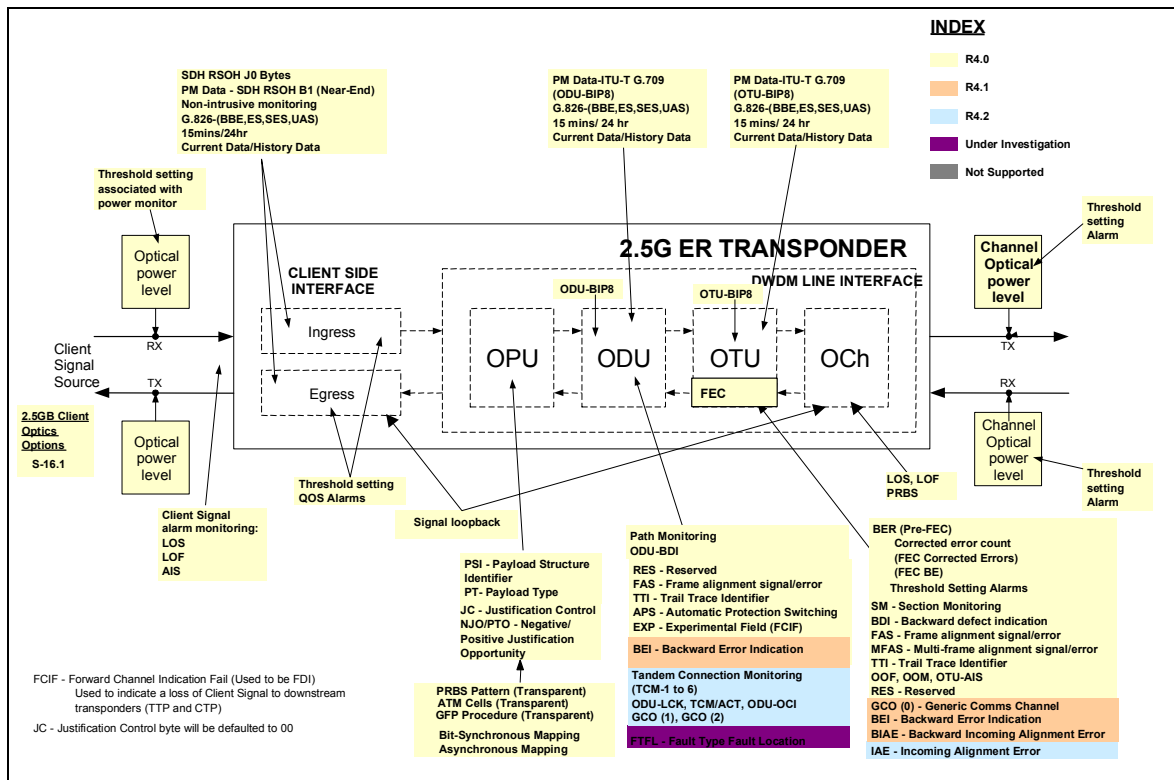 INDEX
R4.0
R4.1
R4.2
Under Investigation
Not Supported
SDH RSOH J0 Bytes
PM Data - SDH RSOH B1 (Near-End)
Non-intrusive monitoring
G.826-(BBE,ES,SES,UAS)
15mins/24hr
Current Data/History Data
PM Data-ITU-T G.709
(ODU-BIP8)
G.826-(BBE,ES,SES,UAS)
15 mins/ 24 hr
Current Data/History Data
PM Data-ITU-T G.709
(OTU-BIP8)
G.826-(BBE,ES,SES,UAS)
15 mins/ 24 hr
Current Data/History Data
Threshold setting
associated with
power monitor
Threshold
setting
Alarm
Optical
power
level
2.5G ER TRANSPONDER
CLIENT SIDE
INTERFACE
DWDM LINE INTERFACE
Channel
Optical
power
level
ODU-BIP8
OTU-BIP8
Ingress
OPU
ODU
OTU
OCh
FEC
Egress
RX
TX
Client
Signal
Source
TX
RX
2.5GB Client
Optics
Options
S-16.1
Optical
power
level
Channel
Optical
power
level
Threshold
setting
Alarm
Threshold setting
QOS Alarms
LOS, LOF
PRBS
Client Signal
alarm monitoring:
LOS
LOF
AIS
Signal loopback
PSI - Payload Structure
Identifier
PT- Payload Type
JC - Justification Control
NJO/PTO - Negative/
Positive Justification
Opportunity
PRBS Pattern (Transparent)
ATM Cells (Transparent)
GFP Procedure (Transparent)
Bit-Synchronous Mapping
Asynchronous Mapping
Path Monitoring
ODU-BDI
RES - Reserved
FAS - Frame alignment signal/error
TTI - Trail Trace Identifier
APS - Automatic Protection Switching
EXP - Experimental Field (FCIF)
BEI - Backward Error Indication
Tandem Connection Monitoring
(TCM-1 to 6)
ODU-LCK, TCM/ACT, ODU-OCI
GCO (1), GCO (2)
FTFL - Fault Type Fault Location
BER (Pre-FEC)
Corrected error count
(FEC Corrected Errors)
(FEC BE)
Threshold Setting Alarms
SM - Section Monitoring
BDI - Backward defect indication
FAS - Frame alignment signal/error
MFAS - Multi-frame alignment signal/error
TTI - Trail Trace Identifier
OOF, OOM, OTU-AIS
RES - Reserved
GCO (0) - Generic Comms Channel
BEI - Backward Error Indication
BIAE - Backward Incoming Alignment Error
IAE - Incoming Alignment Error
FCIF - Forward Channel Indication Fail (Used to be FDI)
Used to indicate a loss of Client Signal to downstream
transponders (TTP and CTP)
JC - Justification Control byte will be defaulted to 00